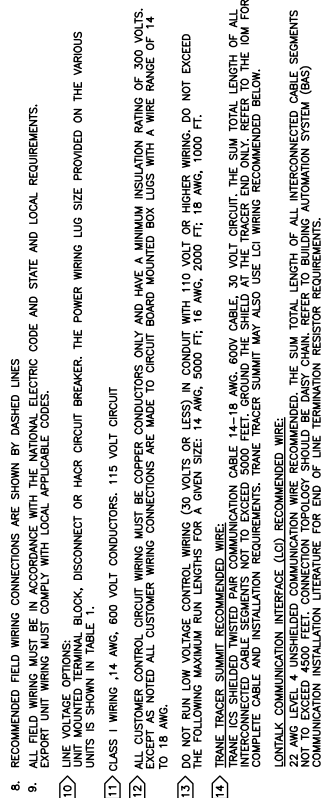 8. RECOMMENDED FIELD WIRING CONNECTIONS ARE SHOWN BY DASHED LINES
9. ALL FIELD WIRING MUST BE IN ACCORDANCE WITH THE NATIONAL ELECTRIC CODE AND STATE AND LOCAL REQUIREMENTS.
EXPORT UNIT WIRING MUST COMPLY WITH LOCAL APPLICABLE CODES.
10 LINE VOLTAGE OPTIONS:
UNIT MOUNTED TERMINAL BLOCK, DISCONNECT OR HACR CIRCUIT BREAKER. THE POWER WIRING LUG SIZE PROVIDED ON THE VARIOUS
UNITS IS SHOWN IN TABLE 1.
11 CLASS I WIRING ,14 AWG, 600 VOLT CONDUCTORS. 115 VOLT CIRCUIT
12 ALL CUSTOMER CONTROL CIRCUIT WIRING MUST BE COPPER CONDUCTORS ONLY AND HAVE A MINIMUM INSULATION RATING OF 300 VOLTS.
EXCEPT AS NOTED ALL CUSTOMER WIRING CONNECTIONS ARE MADE TO CIRCUIT BOARD MOUNTED BOX LUGS WITH A WIRE RANGE OF 14
TO 18 AWG.
13 DO NOT RUN LOW VOLTAGE CONTROL WIRING (30 VOLTS OR LESS) IN CONDUIT WITH 110 VOLT OR HIGHER WIRING. DO NOT EXCEED
THE FOLLOWING MAXIMUM RUN LENGTHS FOR A GIVEN SIZE: 14 AWG, 5000 FT; 16 AWG, 2000 FT; 18 AWG, 1000 FT.
14 TRANE TRACER SUMMIT RECOMMENDED WIRE:
TRANE ICS SHIELDED TWISTED PAIR COMMUNICATION CABLE 14-18 AWG. 600V CABLE, 30 VOLT CIRCUIT. THE SUM TOTAL LENGTH OF ALL
INTERCONNECTED CABLE SEGMENTS NOT TO EXCEED 5000 FEET. GROUND THE SHIELD AT THE TRACER END ONLY. REFER TO THE IOM FOR
COMPLETE CABLE AND INSTALLATION REQUIREMENTS. TRANE TRACER SUMMIT MAY ALSO USE LCI WIRING RECOMMENDED BELOW.
LONTALK COMMUNICATION INTERFACE (LCI) RECOMMENDED WIRE:
22 AWG LEVEL 4 UNSHIELDED COMMUNICATION WIRE RECOMMENDED. THE SUM TOTAL LENGTH OF ALL INTERCONNECTED CABLE SEGMENTS
NOT TO EXCEED 4500 FEET. CONNECTION TOPOLOGY SHOULD BE DAISY CHAIN. REFER TO BUILDING AUTOMATION SYSTEM (BAS)
COMMUNICATION INSTALLATION LITERATURE FOR END OF LINE TERMINATION RESISTOR REQUIREMENTS.